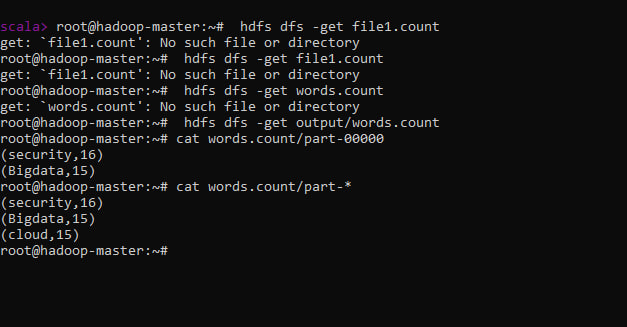 scala> root@hadoop-master:~#  hdfs dfs -get file1.count
get: `file1.count': No such file or directory
root@hadoop-master:~#  hdfs dfs -get file1.count
get: `file1.count': No such file or directory
root@hadoop-master:~#  hdfs dfs -get words.count
get: `words.count': No such file or directory
root@hadoop-master:~#  hdfs dfs -get output/words.count
root@hadoop-master:~# cat words.count/part-00000
(security,16)
(Bigdata,15)
root@hadoop-master:~# cat words.count/part-*
(security,16)
(Bigdata,15)
(cloud,15)
root@hadoop-master:~#